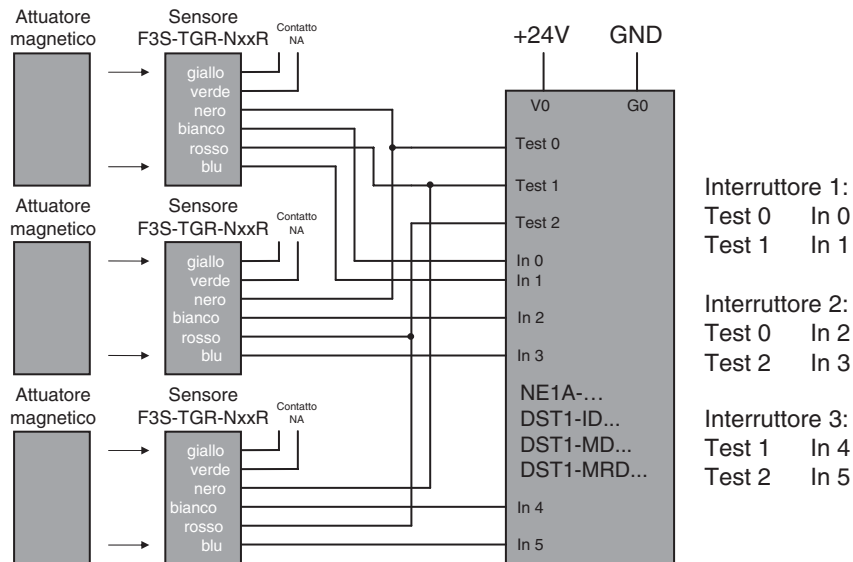 Attuatore
magnetico
Sensore
F3S-TGR-NxxR
Contatto
NA
giallo
verde
nero
bianco
rosso
blu
Attuatore
magnetico
Sensore
F3S-TGR-NxxR
Contatto
NA
giallo
verde
nero
bianco
rosso
blu
Attuatore
magnetico
Sensore
F3S-TGR-NxxR
Contatto
NA
giallo
verde
nero
bianco
rosso
blu
+24V GND
V0 G0
Test 0
Test 1
Test 2
In 0
In 1
In 2
In 3
NE1A-...
DST1-ID...
DST1-MD...
DST1-MRD...
In 4
In 5
Interruttore 1:
Test 0 In 0
Test 1 In 1
Interruttore 2:
Test 0 In 2
Test 2 In 3
Interruttore 3:
Test 1 In 4
Test 2 In 5